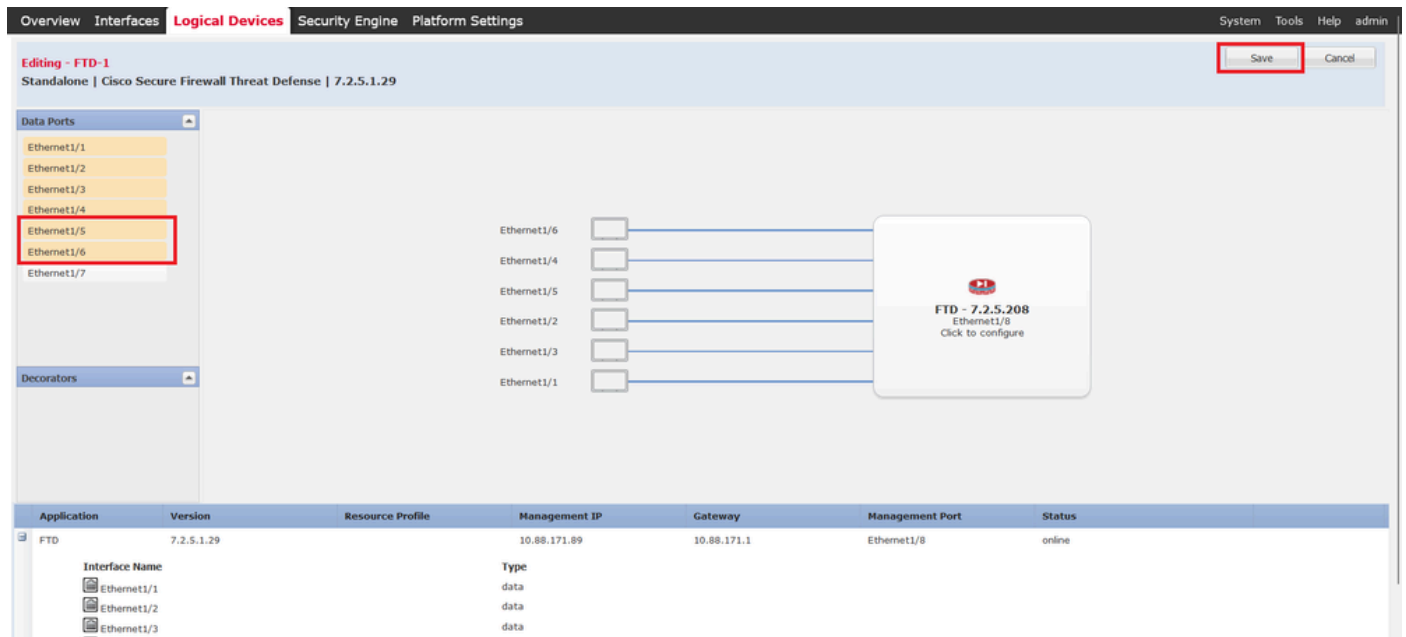 Overview Interfaces Logical Devices Security Engine Platform Settings System Tools Help admin
Editing - FTD-1
Standalone | Cisco Secure Firewall Threat Defense | 7.2.5.1.29
Save Cancel
Data Ports
Ethernet1/1
Ethernet1/2
Ethernet1/3
Ethernet1/4
Ethernet1/5
Ethernet1/6
Ethernet1/7
Decorators
Ethernet1/6
Ethernet1/4
Ethernet1/5
Ethernet1/2
Ethernet1/3
Ethernet1/1
FTD - 7.2.5.208
Ethernet1/8
Click to configure
Application Version Resource Profile Management IP Gateway Management Port Status
FTD 7.2.5.1.29 10.88.171.89 10.88.171.1 Ethernet1/8 online
Interface Name Type
Ethernet1/1 data
Ethernet1/2 data
Ethernet1/3 data